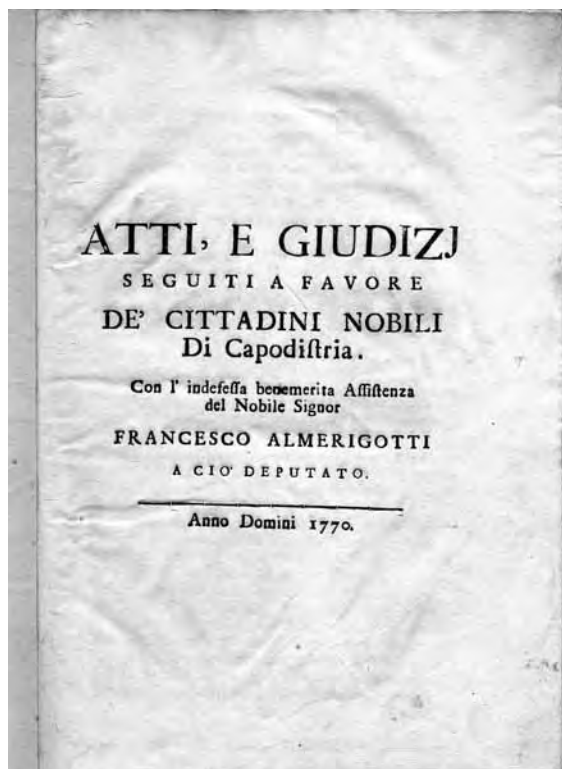 ATTI, E GIUDIZJ
SEGUITI A FAVORE
DE' CITTADINI NOBILI
Di Capodiſtria.
Con l' indefeſſa benemerita Aſſiſtenza
del Nobile Signor
FRANCESCO ALMERIGOTTI
A CIO' DEPUTATO.
Anno Domini 1770.